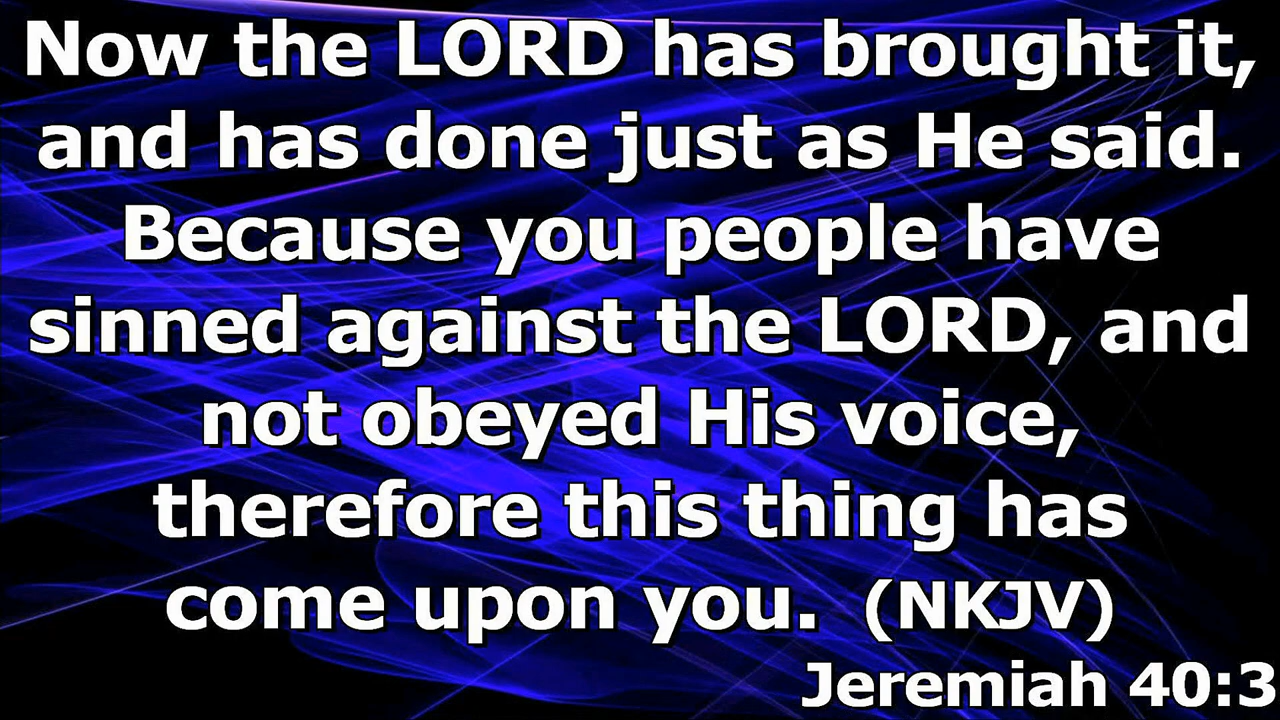 Now the LORD has brought it,
and has done just as He said.
Because you people have
sinned against the LORD, and
not obeyed His voice,
therefore this thing has
come upon you. (NKJV)
Jeremiah 40:3